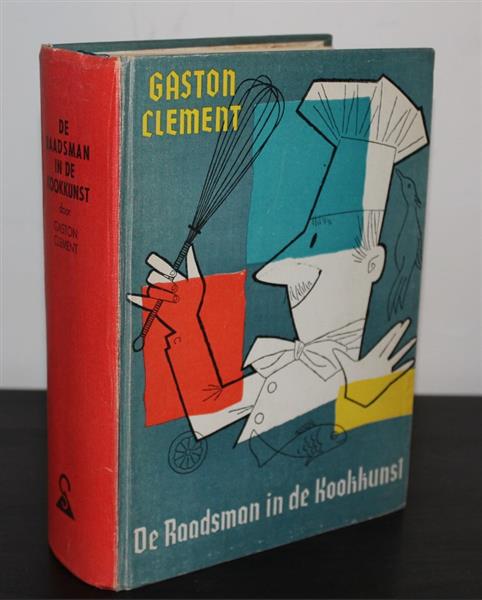 DE
RAADSMAN
IN DE
KOOKKUNST
door
GASTON
CLEMENT
GASTON
CLEMENT
De Raadsman in de Kookkunst